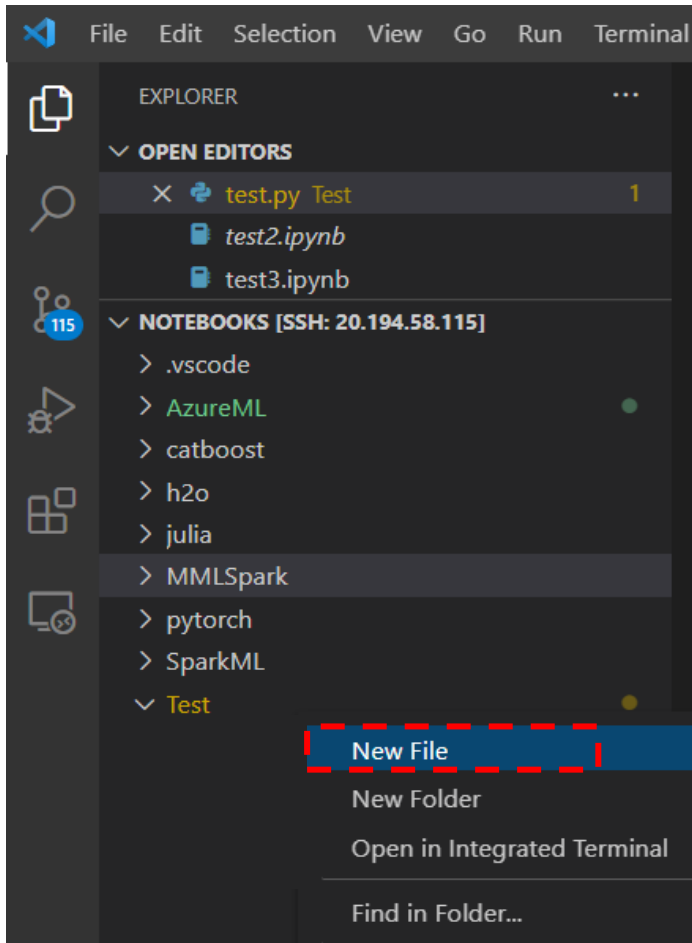 File Edit Selection View Go Run Terminal
EXPLORER ...
OPEN EDITORS
test.py Test 1
test2.ipynb
test3.ipynb
115
NOTEBOOKS [SSH: 20.194.58.115]
.vscode
AzureML
catboost
h2o
julia
MMLSpark
pytorch
SparkML
Test
New File
New Folder
Open in Integrated Terminal
Find in Folder...